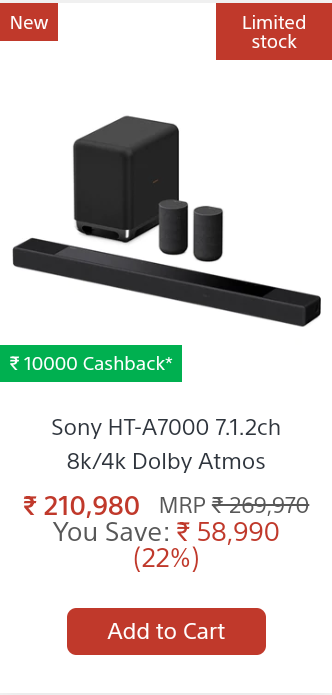 New
Limited
stock
₹ 10000 Cashback*
Sony HT-A7000 7.1.2ch
8k/4k Dolby Atmos
₹ 210,980 MRP ₹ 269,970
You Save: ₹ 58,990
(22%)
Add to Cart